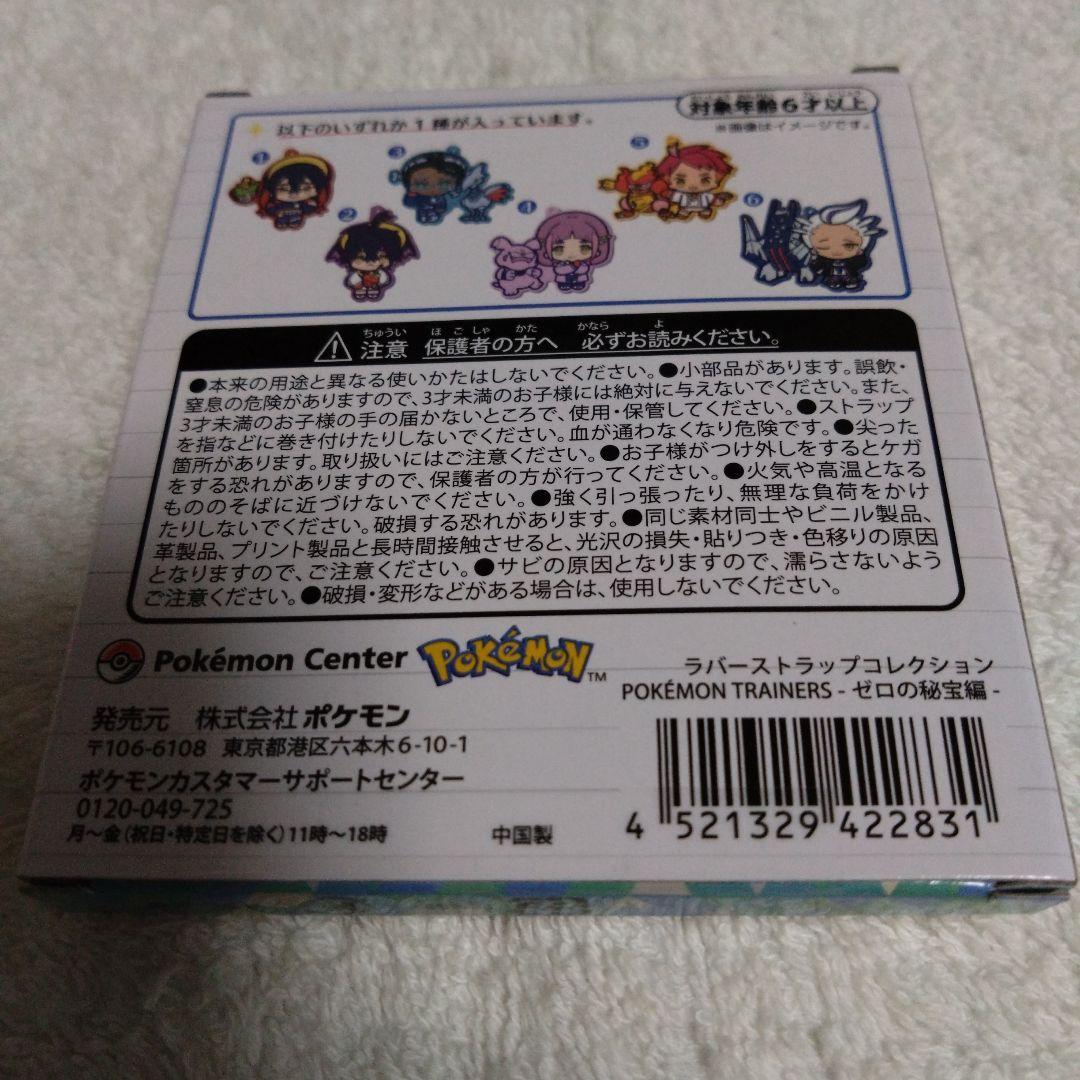 対象年齢6才以上
以下のいずれか1種が入っています。
※画像はイメージです。
1
2
3
4
5
6
ちゅうい ほごしゃ かた かなら よ
注意 保護者の方へ 必ずお読みください。
●本来の用途と異なる使いかたはしないでください。●小部品があります。誤飲・
窒息の危険がありますので、3才未満のお子様には絶対に与えないでください。また、
3才未満のお子様の手の届かないところで、使用・保管してください。●ストラップ
を指などに巻き付けたりしないでください。血が通わなくなり危険です。●尖った
箇所があります。取り扱いにはご注意ください。●お子様がつけ外しをするとケガ
をする恐れがありますので、保護者の方が行ってください。●火気や高温となる
もののそばに近づけないでください。●強く引っ張ったり、無理な負荷をかけ
たりしないでください。破損する恐れがあります。●同じ素材同士やビニル製品、
革製品、プリント製品と長時間接触させると、光沢の損失・貼りつき・色移りの原因
となりますので、ご注意ください。●サビの原因となりますので、濡らさないよう
ご注意ください。●破損・変形などがある場合は、使用しないでください。
Pokémon Center POKÉMON TM
ラバーストラップコレクション
POKÉMON TRAINERS - ゼロの秘宝編 -
発売元 株式会社ポケモン
〒106-6108 東京都港区六本木6-10-1
ポケモンカスタマーサポートセンター
0120-049-725
月～金(祝日・特定日を除く)11時～18時
中国製
4 521329 422831